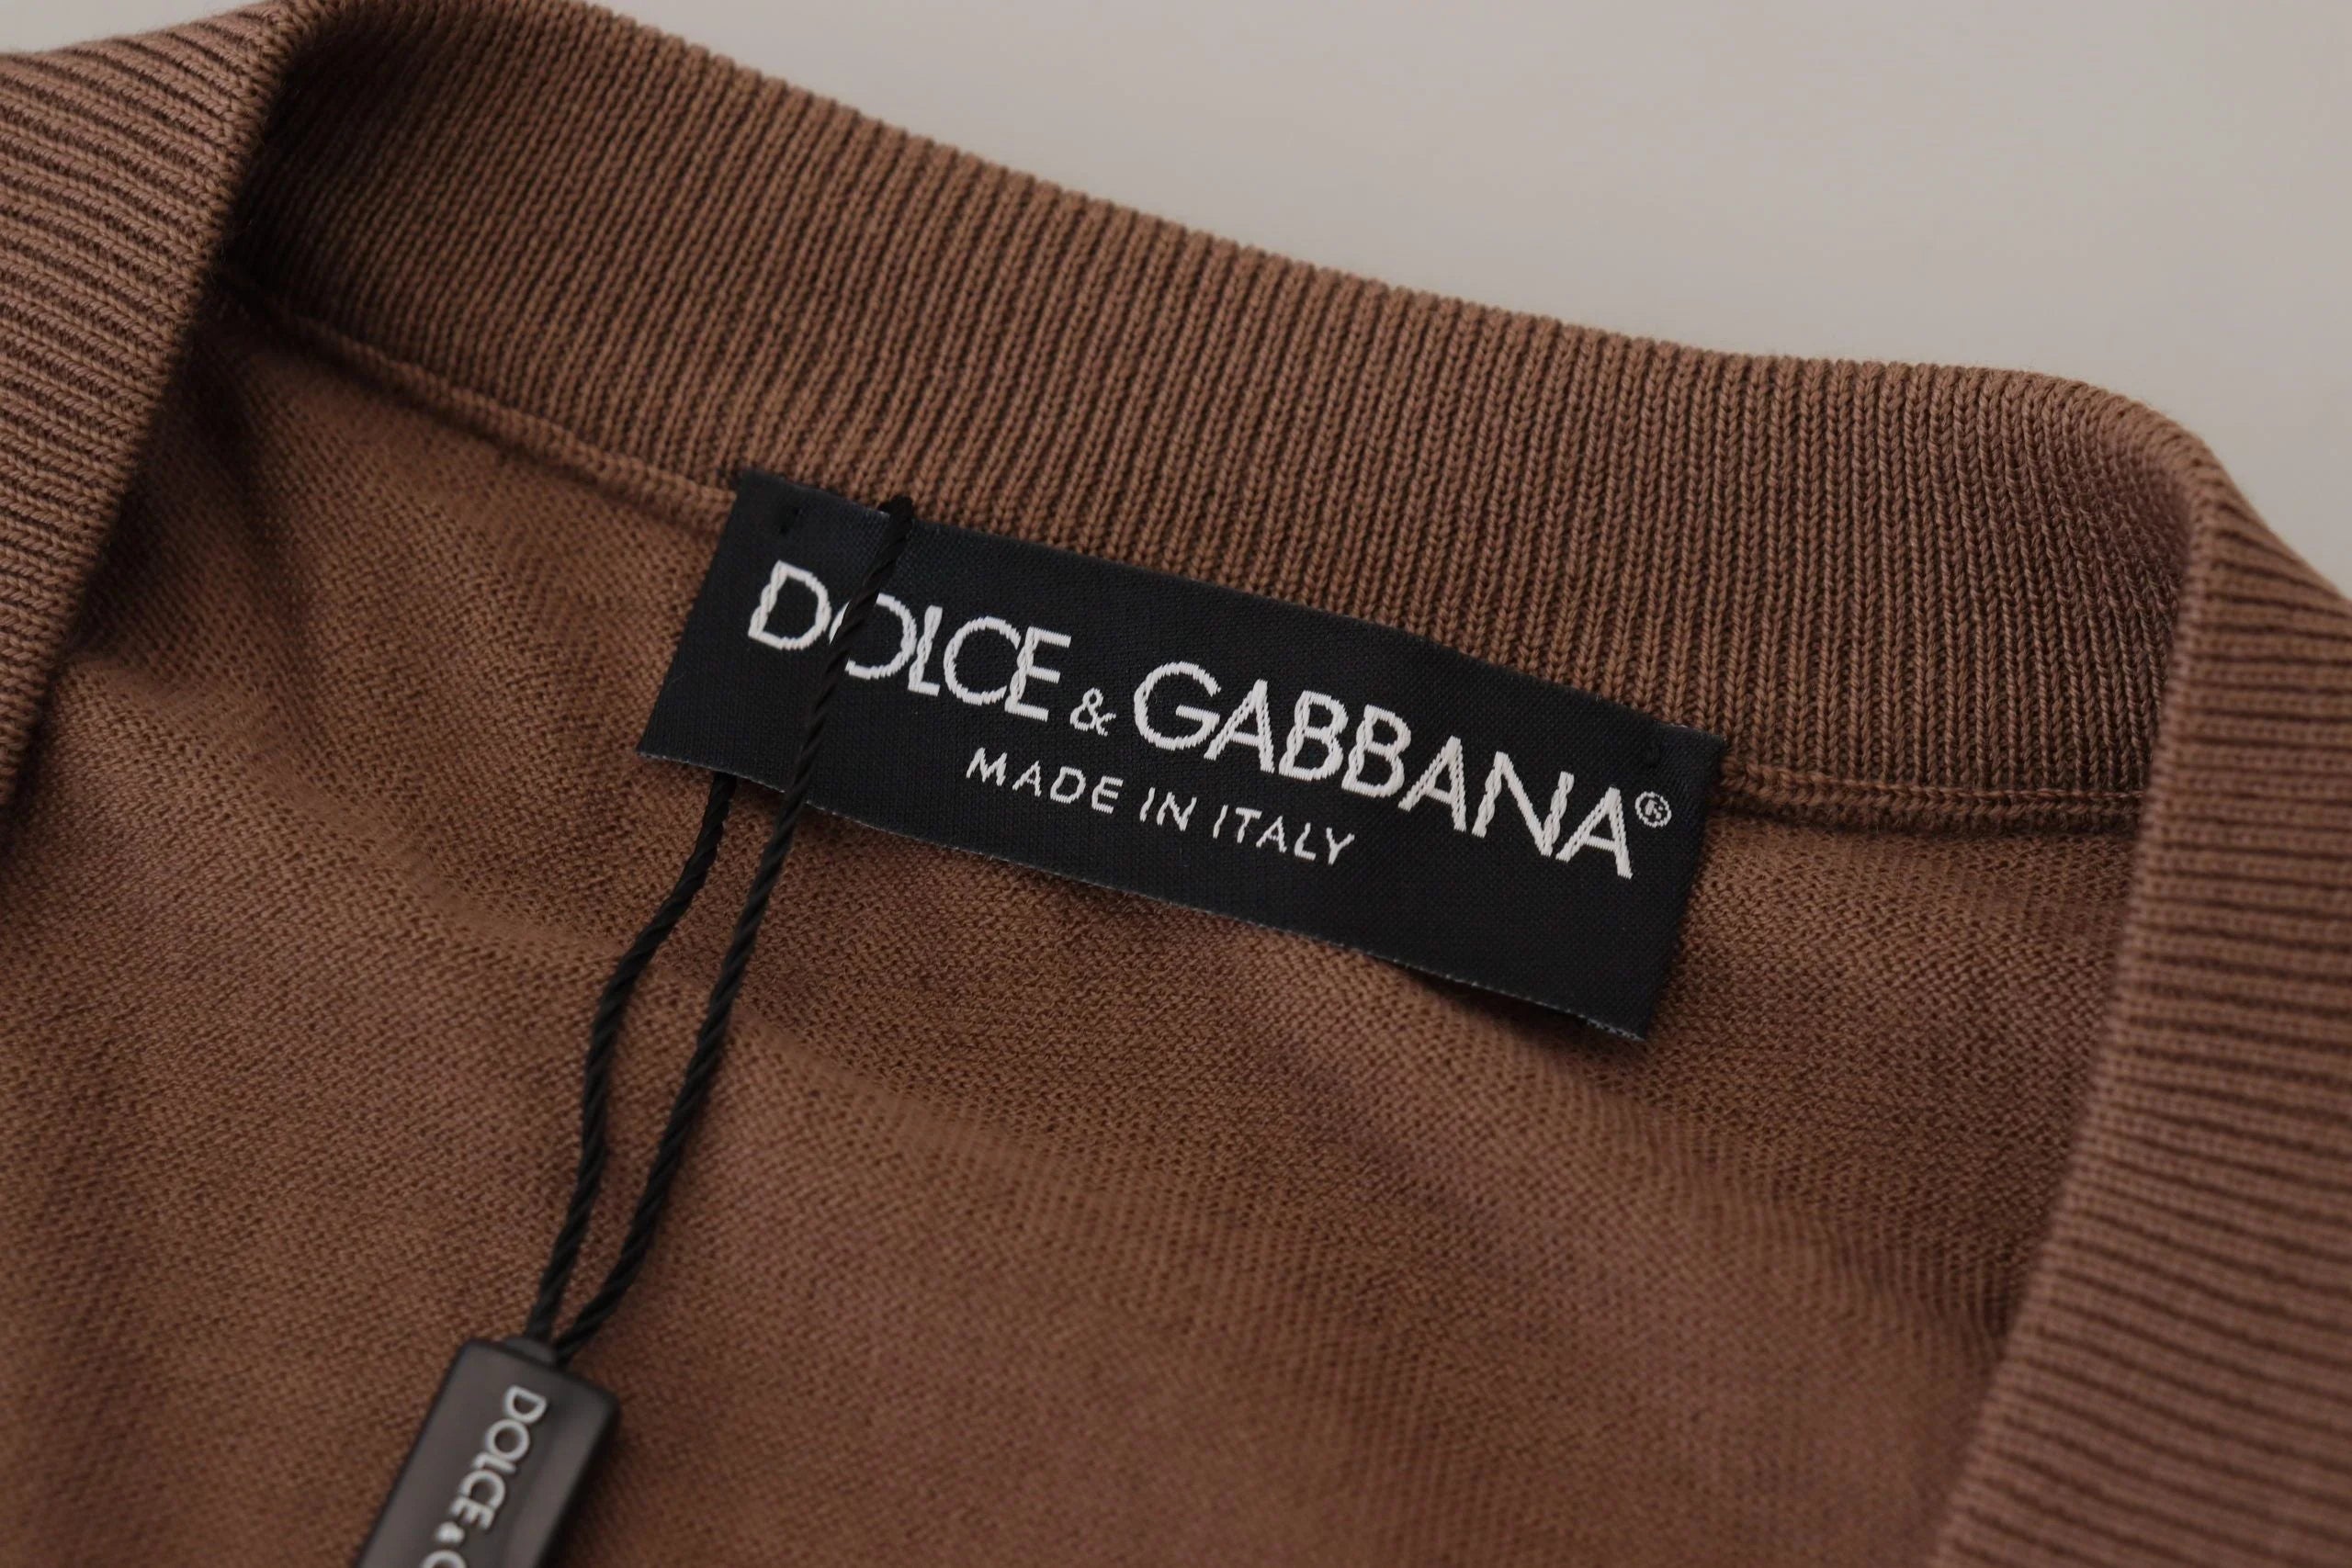 DOLCE & GABBANA®
MADE IN ITALY
DOLCE &